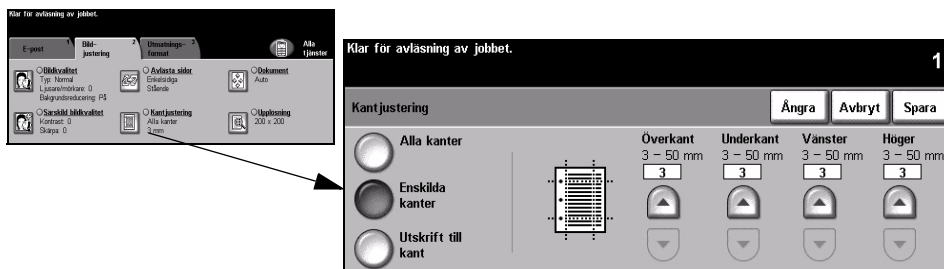 Klar för avläsning av jobbet.
E-post 1
Bild-justering 2
Utmatnings-format 3
Alla tjänster
Bildkvalitet
Typ: Normal
Ljusare/mörkare: 0
Bakgrundsreducering: På
Avlästa sidor
Enkelsidiga
Stående
Dokument
Auto
Särskild bildkvalitet
Kontrast: 0
Skärpa: 0
Kantjustering
Alla kanter
3 mm
Upplösning
200 x 200
Klar för avläsning av jobbet.
1
Kantjustering
Ångra
Avbryt
Spara
Alla kanter
Enskilda
kanter
Utskrift till
kant
Överkant Underkant Vänster Höger
3 - 50 mm 3 - 50 mm 3 - 50 mm 3 - 50 mm
3 3 3 3